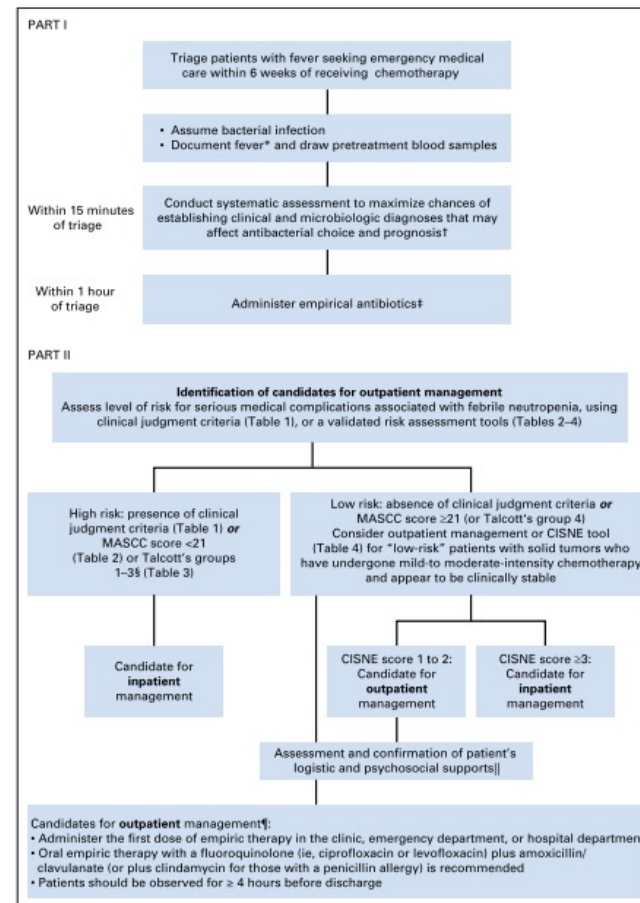 PART I
Triage patients with fever seeking emergency medical
care within 6 weeks of receiving chemotherapy
• Assume bacterial infection
• Document fever* and draw pretreatment blood samples
Within 15 minutes
of triage
Conduct systematic assessment to maximize chances of
establishing clinical and microbiologic diagnoses that may
affect antibacterial choice and prognosis†
Within 1 hour
of triage
Administer empirical antibiotics‡
PART II
Identification of candidates for outpatient management
Assess level of risk for serious medical complications associated with febrile neutropenia, using
clinical judgment criteria (Table 1), or a validated risk assessment tools (Tables 2–4)
High risk: presence of clinical
judgment criteria (Table 1) or
MASCC score <21
(Table 2) or Talcott's groups
1–3§ (Table 3)
Low risk: absence of clinical judgment criteria or
MASCC score ≥21 (or Talcott's group 4)
Consider outpatient management or CISNE tool
(Table 4) for "low-risk" patients with solid tumors who
have undergone mild-to moderate-intensity chemotherapy
and appear to be clinically stable
Candidate for
inpatient
management
CISNE score 1 to 2:
Candidate for
outpatient
management
CISNE score ≥3:
Candidate for
inpatient
management
Assessment and confirmation of patient's
logistic and psychosocial supports||
Candidates for outpatient management¶:
• Administer the first dose of empiric therapy in the clinic, emergency department, or hospital department
• Oral empiric therapy with a fluoroquinolone (ie, ciprofloxacin or levofloxacin) plus amoxicillin/
clavulanate (or plus clindamycin for those with a penicillin allergy) is recommended
• Patients should be observed for ≥ 4 hours before discharge